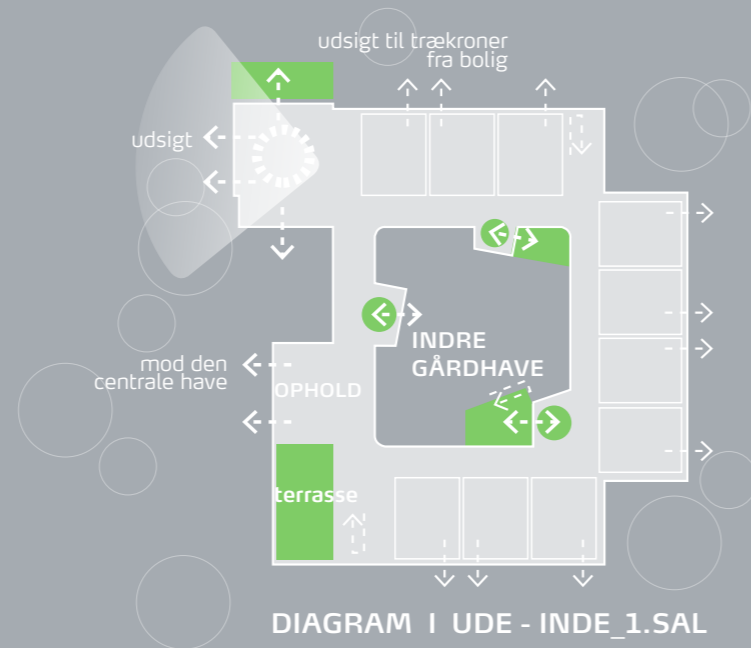 udsigt til trækroner
fra bolig
udsigt
INDRE
GÅRDHAVE
mod den
centrale have
OPHOLD
terrasse
DIAGRAM I UDE - INDE_1.SAL